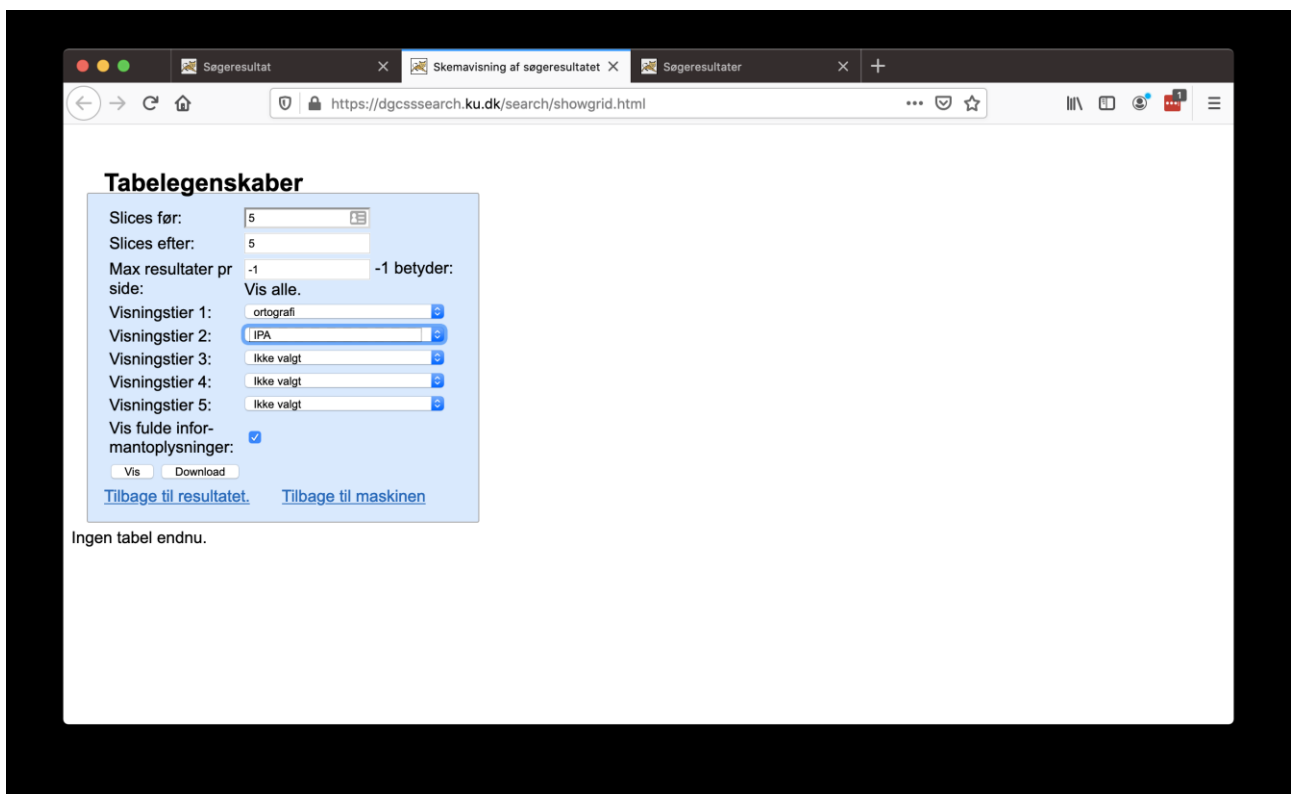 Søgeresultat
Skemavisning af søgeresultatet
Søgeresultater
https://dgcsssearch.ku.dk/search/showgrid.html
1
Tabelegenskaber
Slices før: 5
Slices efter: 5
Max resultater pr -1 -1 betyder:
side: Vis alle.
Visningstier 1: ortografi
Visningstier 2: IPA
Visningstier 3: Ikke valgt
Visningstier 4: Ikke valgt
Visningstier 5: Ikke valgt
Vis fulde infor-
mantoplysninger:
Vis Download
Tilbage til resultatet. Tilbage til maskinen
Ingen tabel endnu.